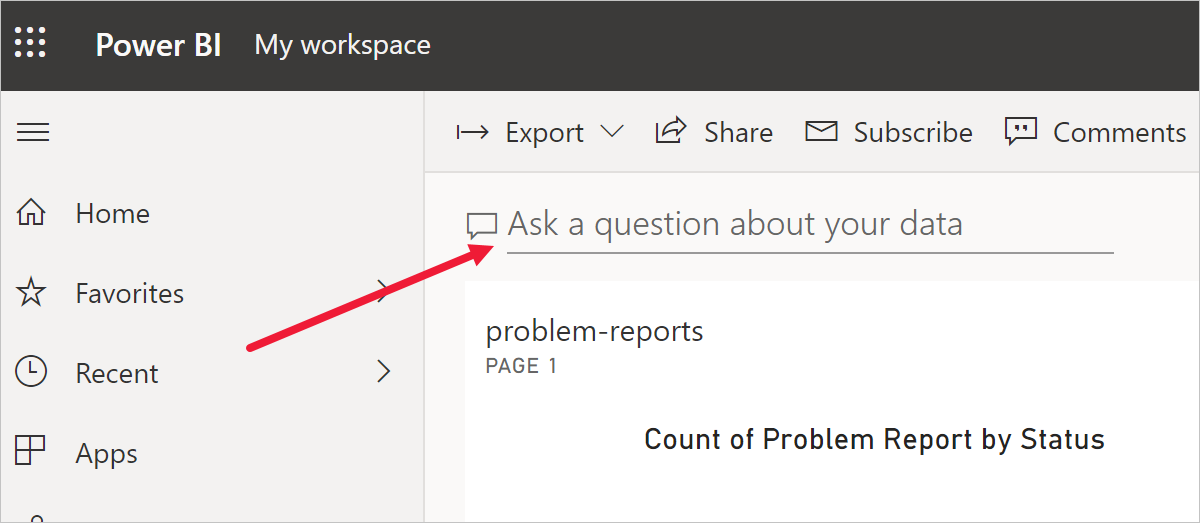 Power BI My workspace
Export Share Subscribe Comments
Home
Favorites
Recent
Apps
Ask a question about your data
problem-reports
PAGE 1
Count of Problem Report by Status